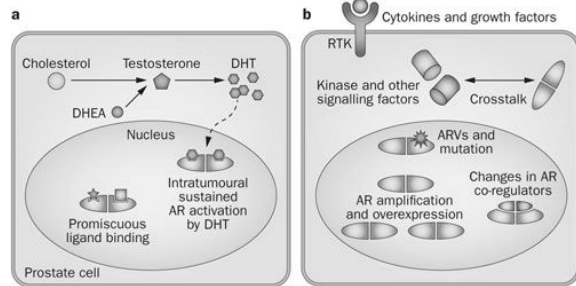 a
Cholesterol
Testosterone
DHT
DHEA
Nucleus
Intratumoural
sustained
AR activation
by DHT
Promiscuous
ligand binding
Prostate cell
b
Cytokines and growth factors
RTK
Kinase and other
signalling factors
Crosstalk
ARVs and
mutation
Changes in AR
co-regulators
AR amplification
and overexpression